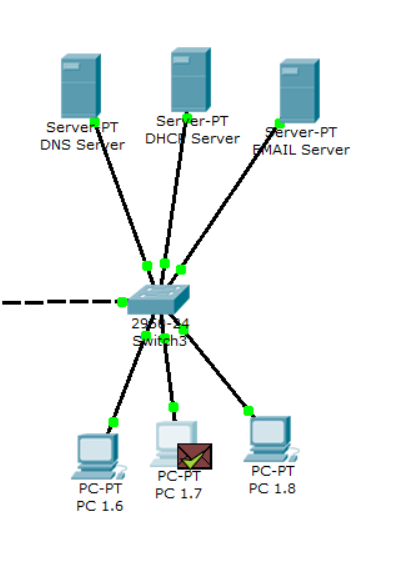 Server-PT
DNS Server
Server-PT
DHCP Server
Server-PT
EMAIL Server
2950-24
Switch3
PC-PT
PC 1.6
PC-PT
PC 1.7
PC-PT
PC 1.8